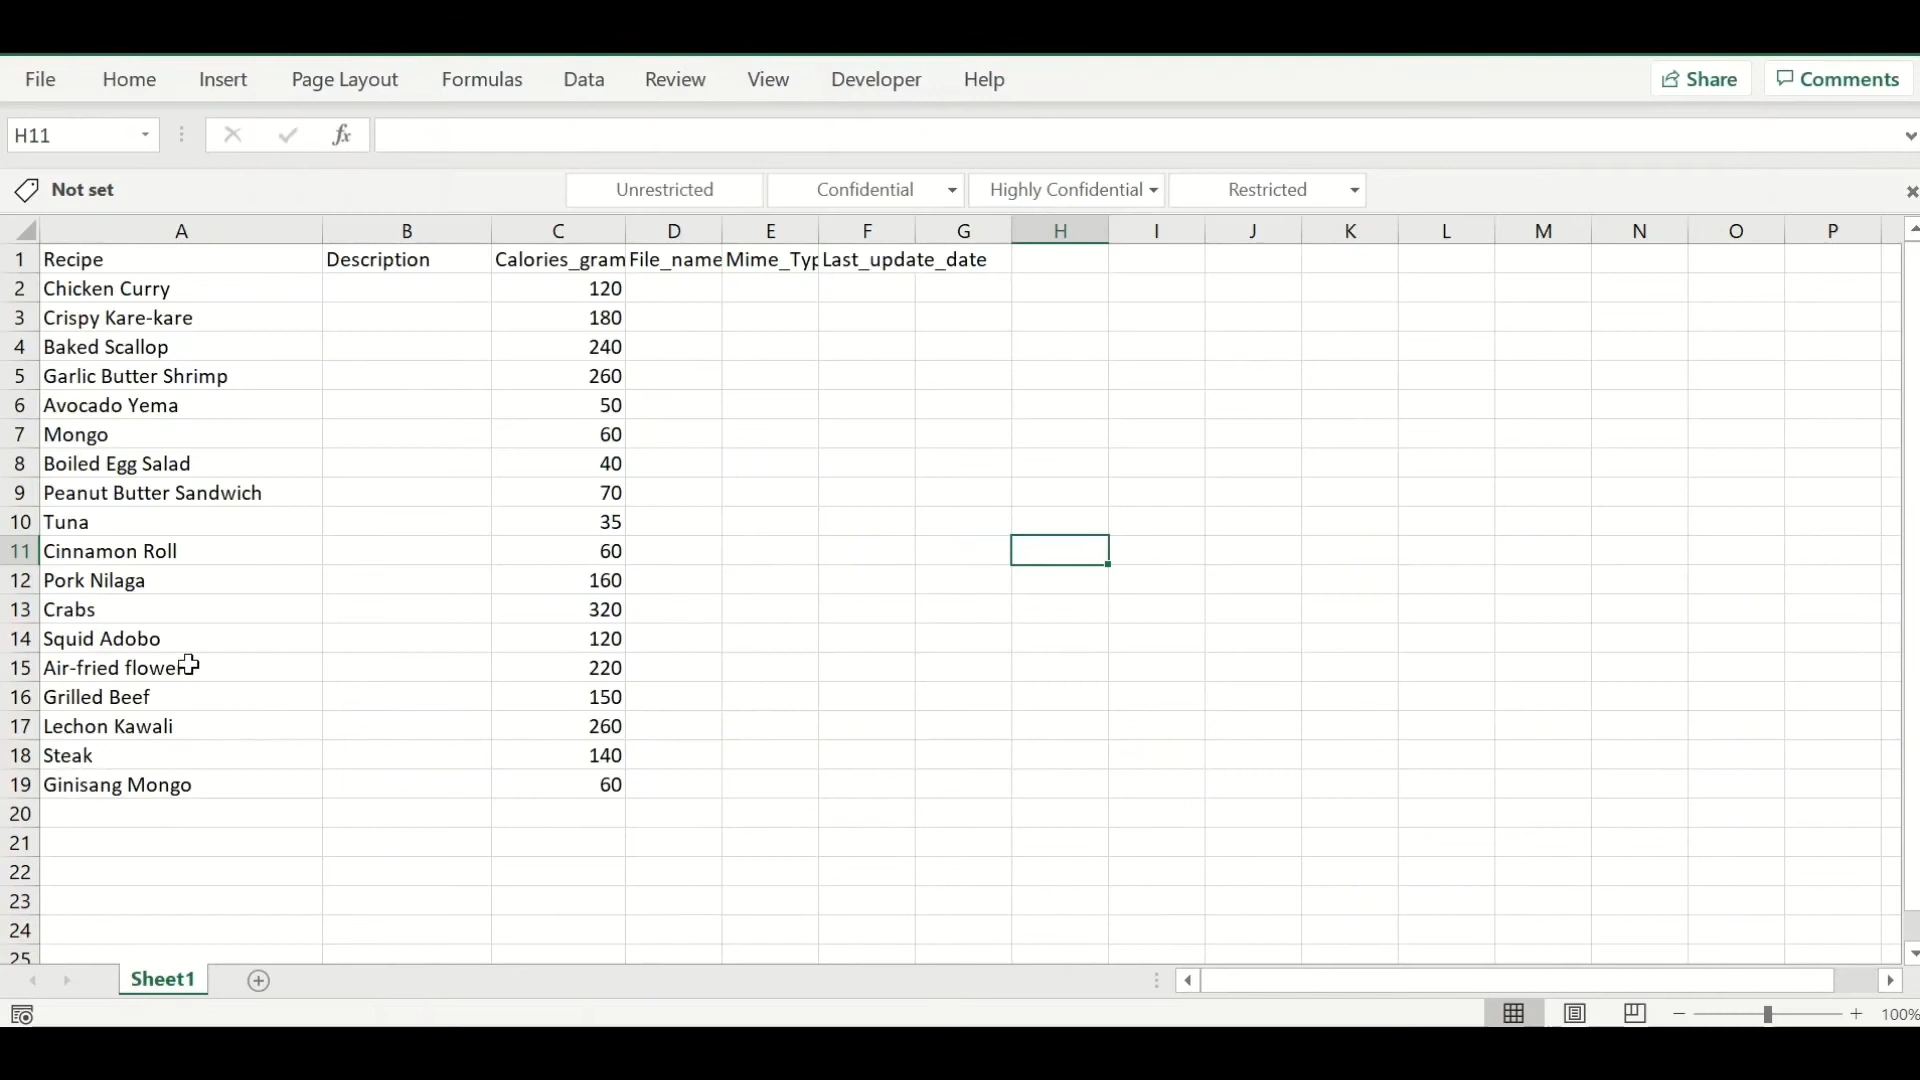 File Home Insert Page Layout Formulas Data Review View Developer Help Share Comments
H11 fx
Not set Unrestricted Confidential Highly Confidential Restricted
A B C D E F G H I J K L M N O P
1 Recipe Description Calories_gram File_name Mime_Typ Last_update_date
2 Chicken Curry 120
3 Crispy Kare-kare 180
4 Baked Scallop 240
5 Garlic Butter Shrimp 260
6 Avocado Yema 50
7 Mongo 60
8 Boiled Egg Salad 40
9 Peanut Butter Sandwich 70
10 Tuna 35
11 Cinnamon Roll 60
12 Pork Nilaga 160
13 Crabs 320
14 Squid Adobo 120
15 Air-fried flower 220
16 Grilled Beef 150
17 Lechon Kawali 260
18 Steak 140
19 Ginisang Mongo 60
20
21
22
23
24
25
Sheet1
100%